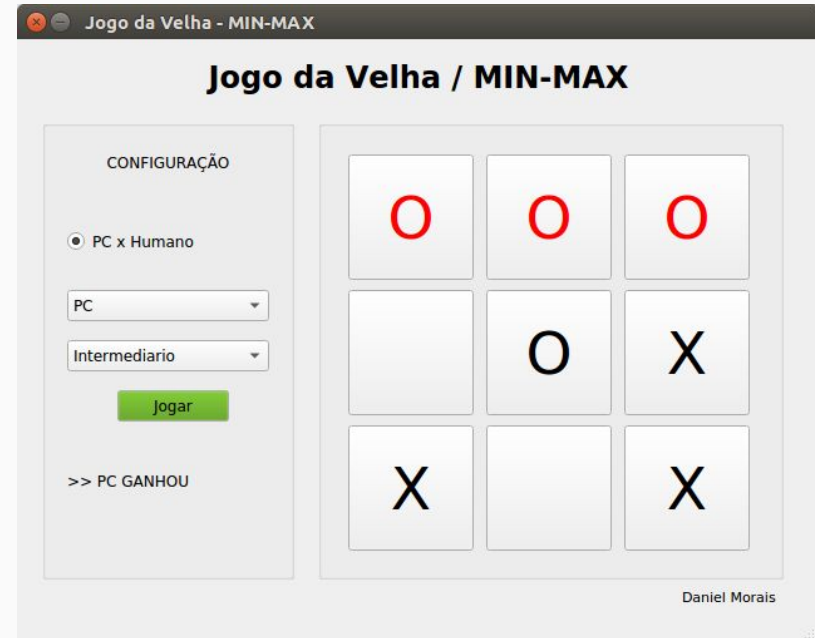 Jogo da Velha - MIN-MAX
Jogo da Velha / MIN-MAX
CONFIGURAÇÃO
PC x Humano
PC
Intermediario
Jogar
>> PC GANHOU
O O O
O X
X X
Daniel Morais